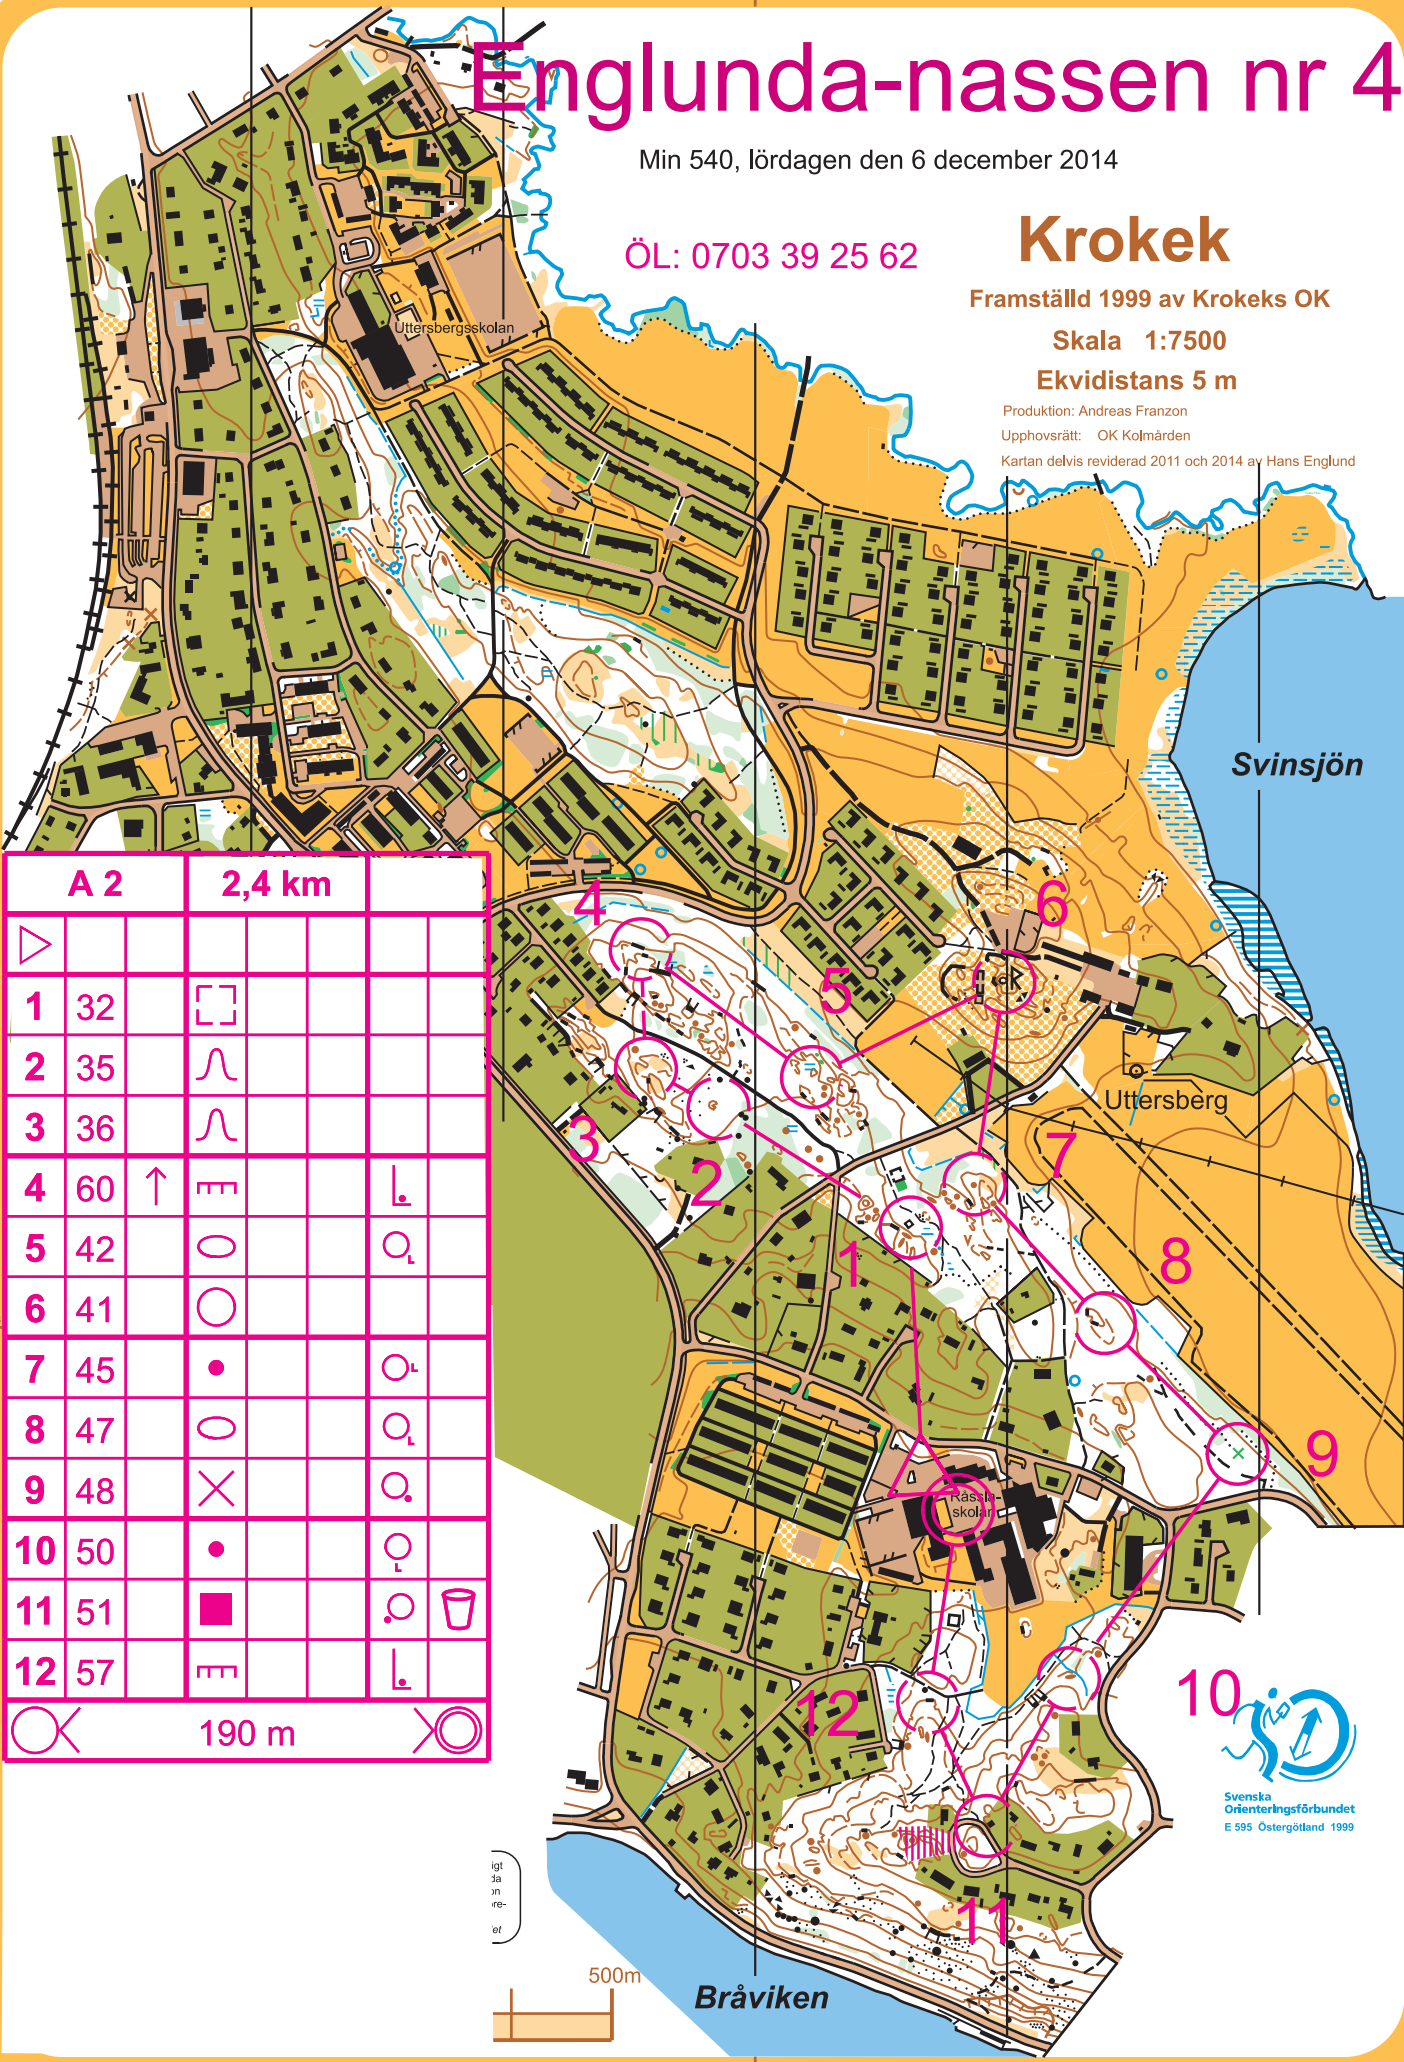 Englunda-nassen nr 4
Min 540, lördagen den 6 december 2014
ÖL: 0703 39 25 62
Krokek
Framställd 1999 av Krokeks OK
Skala 1:7500
Ekvidistans 5 m
Produktion: Andreas Franzon
Upphovsrätt: OK Kolmården
Kartan delvis reviderad 2011 och 2014 av Hans Englund
Uttersbergsskolan
Svinsjön
A 2 2,4 km
1 32
2 35
3 36
4 60
5 42
6 41
7 45
8 47
9 48
10 50
11 51
12 57
190 m
4
6
5
Uttersberg
3
7
2
1
8
9
Råssla-
skolan
10
12
11
Svenska
Orienteringsförbundet
E 595 Östergötland 1999
igt
da
on
re-
et
500m
Bråviken